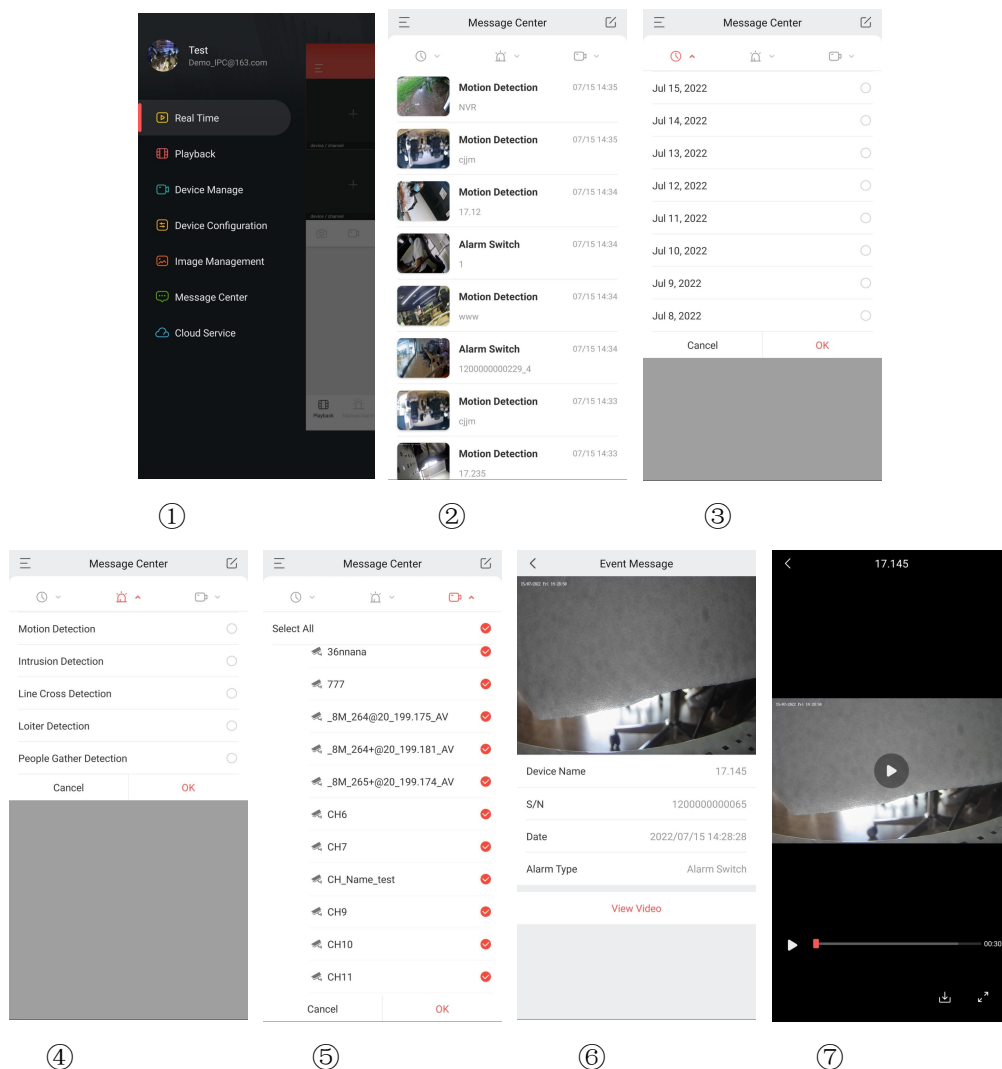 Test
Demo_IPC@163.com
Real Time
Playback
Device Manage
Device Configuration
Image Management
Message Center
Cloud Service
device / channel
device / channel
Playback
①
Message Center
Motion Detection 07/15 14:35
NVR
Motion Detection 07/15 14:35
cjjm
Motion Detection 07/15 14:34
17.12
Alarm Switch 07/15 14:34
1
Motion Detection 07/15 14:34
www
Alarm Switch 07/15 14:34
1200000000229_4
Motion Detection 07/15 14:33
cjjm
Motion Detection 07/15 14:33
17.235
②
Message Center
Jul 15, 2022
Jul 14, 2022
Jul 13, 2022
Jul 12, 2022
Jul 11, 2022
Jul 10, 2022
Jul 9, 2022
Jul 8, 2022
Cancel OK
③
Message Center
Motion Detection
Intrusion Detection
Line Cross Detection
Loiter Detection
People Gather Detection
Cancel OK
④
Message Center
Select All
36nnana
777
_8M_264@20_199.175_AV
_8M_264+@20_199.181_AV
_8M_265+@20_199.174_AV
CH6
CH7
CH_Name_test
CH9
CH10
CH11
Cancel OK
⑤
Event Message
Device Name 17.145
S/N 1200000000065
Date 2022/07/15 14:28:28
Alarm Type Alarm Switch
View Video
⑥
17.145
00:30
⑦